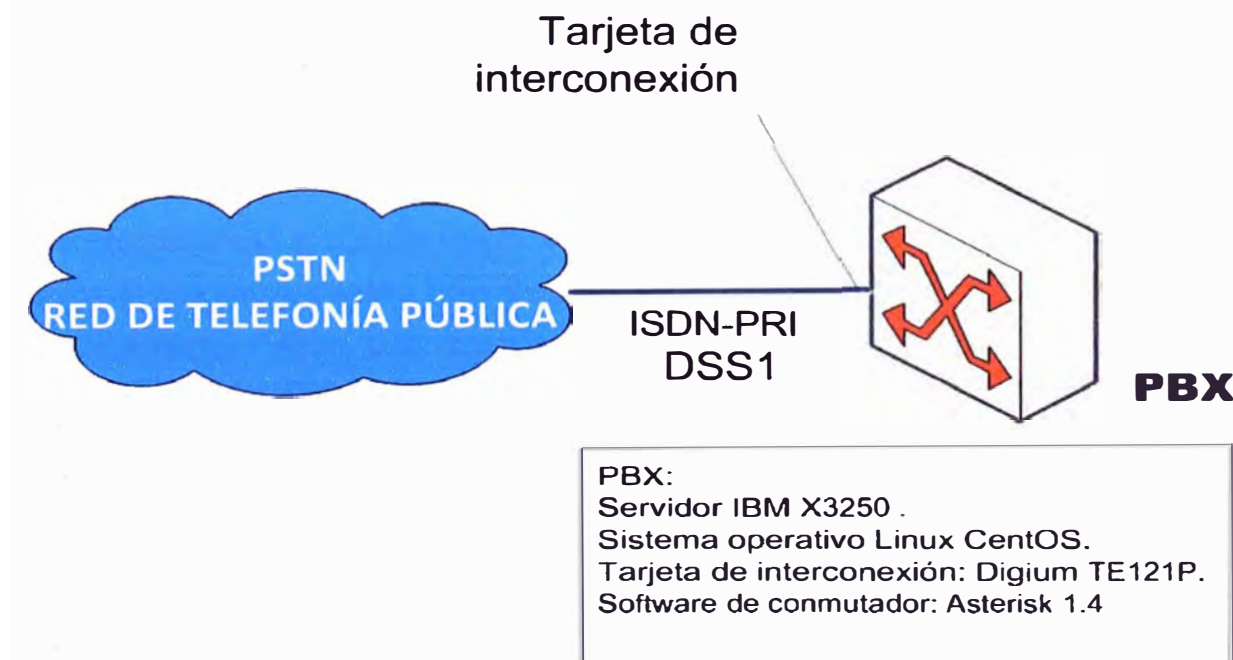 Tarjeta de
interconexión
PSTN
RED DE TELEFONÍA PÚBLICA
ISDN-PRI
DSS1
PBX
PBX:
Servidor IBM X3250 .
Sistema operativo Linux CentOS.
Tarjeta de interconexión: Digium TE121P.
Software de conmutador: Asterisk 1.4